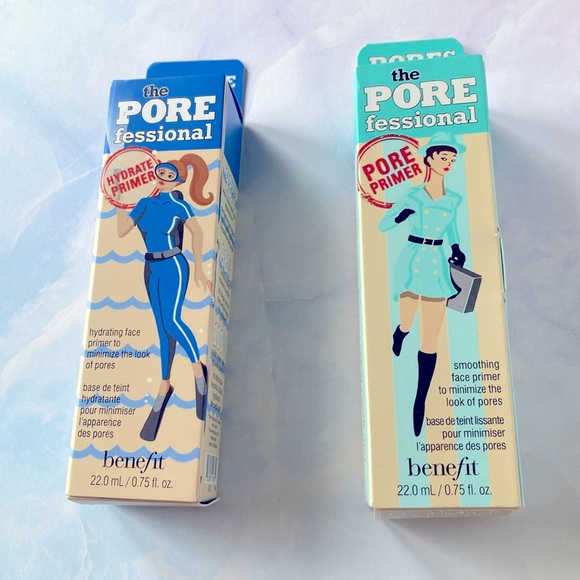 the
PORE
fessional
HYDRATE
PRIMER
hydrating face
primer to
minimize the look
of pores
base de teint
hydratante
pour minimiser
l'apparence
des pores
benefit
22.0 mL / 0.75 fl. oz.
PORES
the
PORE
fessional
PORE
PRIMER
smoothing
face primer
to minimize the
look of pores
base de teint lissante
pour minimiser
l'apparence des pores
benefit
22.0 mL / 0.75 fl. oz.